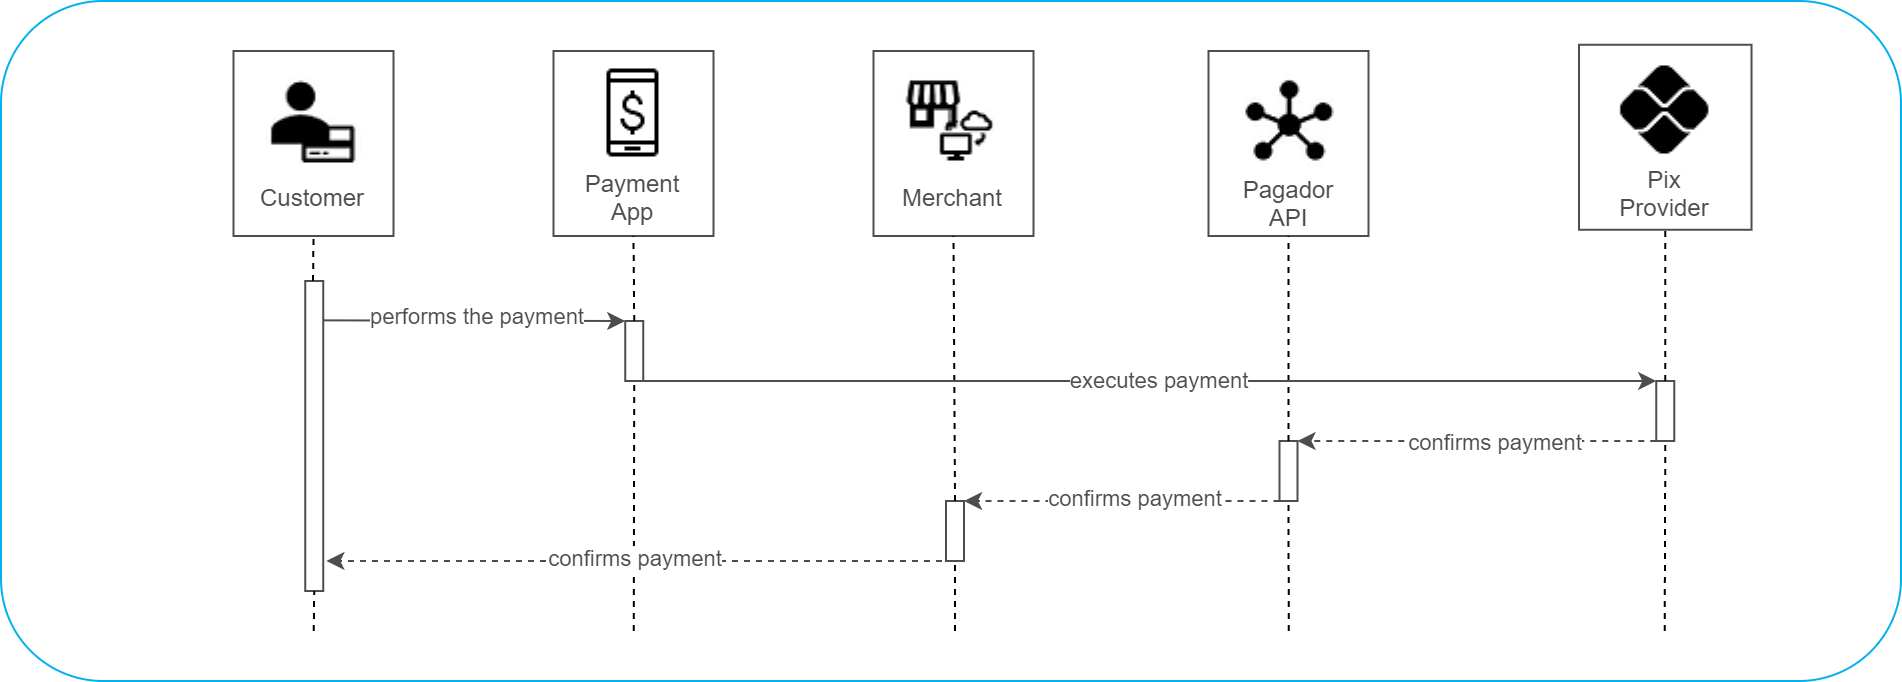 Customer
Payment
App
Merchant
Pagador
API
Pix
Provider
performs the payment
executes payment
confirms payment
confirms payment
confirms payment